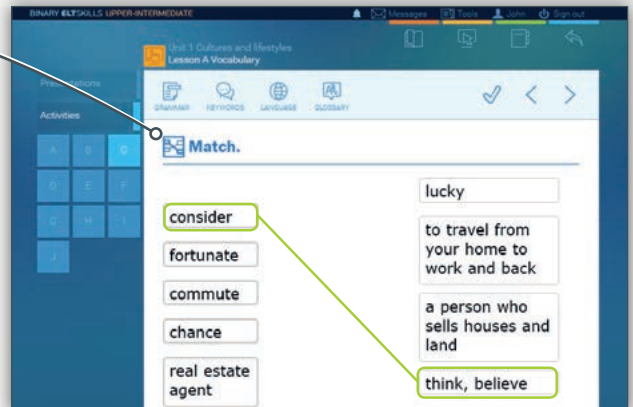 BINARY ELTSKILLS UPPER-INTERMEDIATE
Messages Tools John Sign out
Unit 1 Cultures and lifestyles
Lesson A Vocabulary
Presentations
Activities
GRAMMAR KEYWORDS LANGUAGE GLOSSARY
A B C
D E F
G H I
J
Match.
consider
fortunate
commute
chance
real estate
agent
lucky
to travel from
your home to
work and back
a person who
sells houses and
land
think, believe